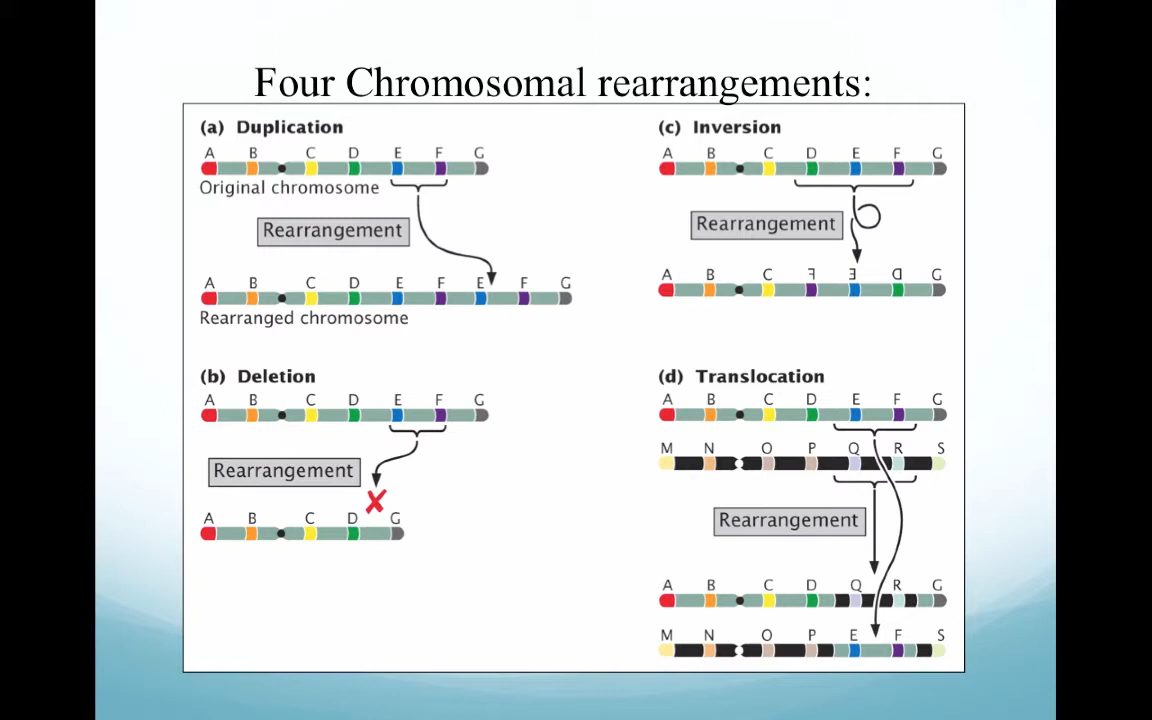 Four Chromosomal rearrangements:
(a) Duplication
A B C D E F G
Original chromosome
Rearrangement
A B C D E F E F G
Rearranged chromosome
(b) Deletion
A B C D E F G
Rearrangement
A B C D G
(c) Inversion
A B C D E F G
Rearrangement
A B C F E D G
(d) Translocation
A B C D E F G
M N O P Q R S
Rearrangement
A B C D Q R G
M N O P E F S